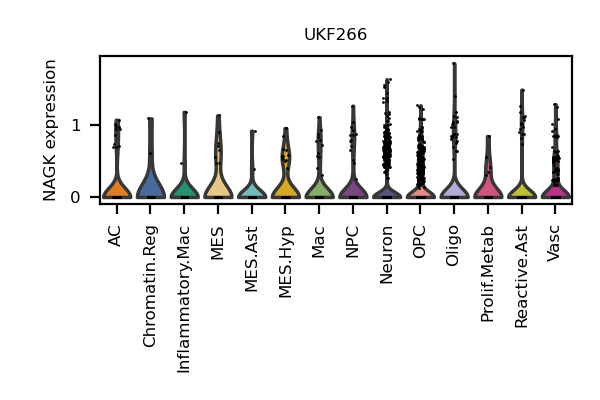 UKF266
NAGK expression
1
0
AC
Chromatin.Reg
Inflammatory.Mac
MES
MES.Ast
MES.Hyp
Mac
NPC
Neuron
OPC
Oligo
Prolif.Metab
Reactive.Ast
Vasc